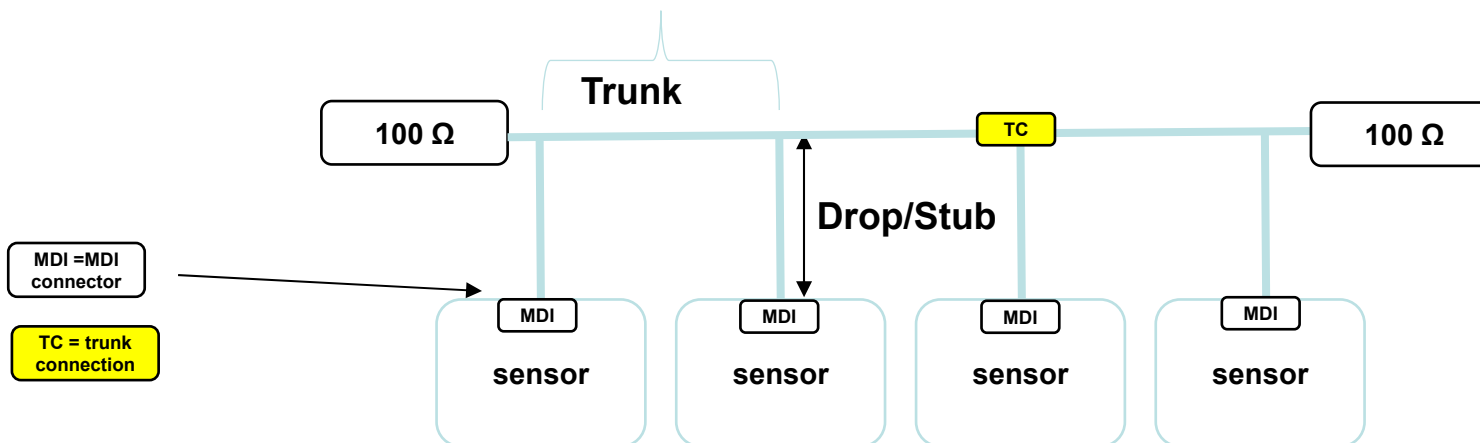 Trunk
100 Ω
TC
100 Ω
Drop/Stub
MDI =MDI
connector
TC = trunk
connection
MDI
MDI
MDI
MDI
sensor
sensor
sensor
sensor